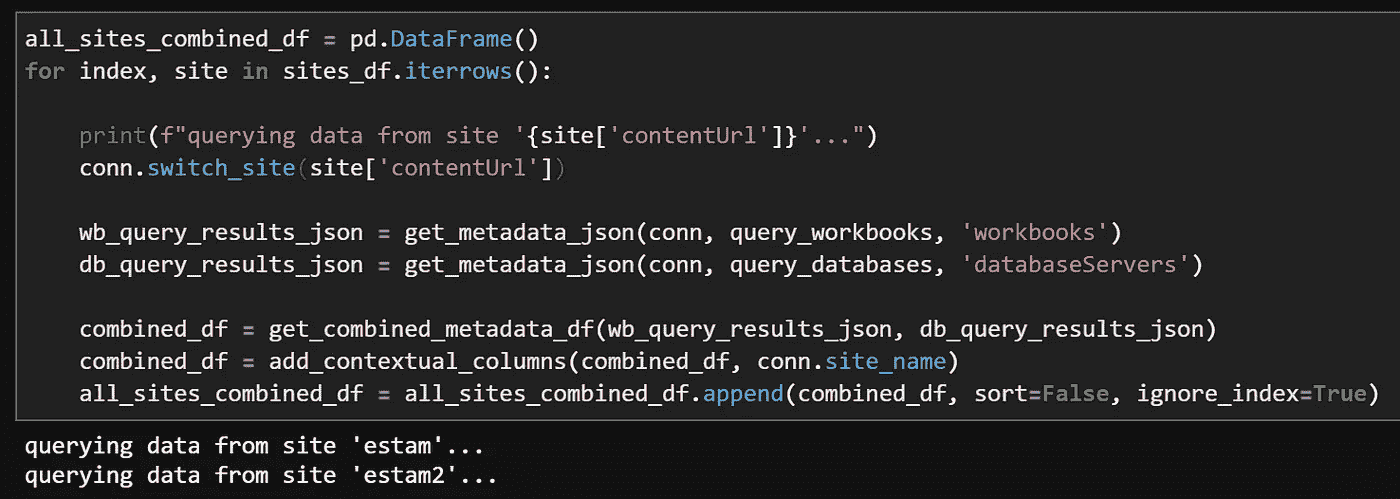 all_sites_combined_df = pd.DataFrame()
for index, site in sites_df.iterrows():
    print(f"querying data from site '{site['contentUrl']}'...")
    conn.switch_site(site['contentUrl'])
    wb_query_results_json = get_metadata_json(conn, query_workbooks, 'workbooks')
    db_query_results_json = get_metadata_json(conn, query_databases, 'databaseServers')
    combined_df = get_combined_metadata_df(wb_query_results_json, db_query_results_json)
    combined_df = add_contextual_columns(combined_df, conn.site_name)
    all_sites_combined_df = all_sites_combined_df.append(combined_df, sort=False, ignore_index=True)
querying data from site 'estam'...
querying data from site 'estam2'...